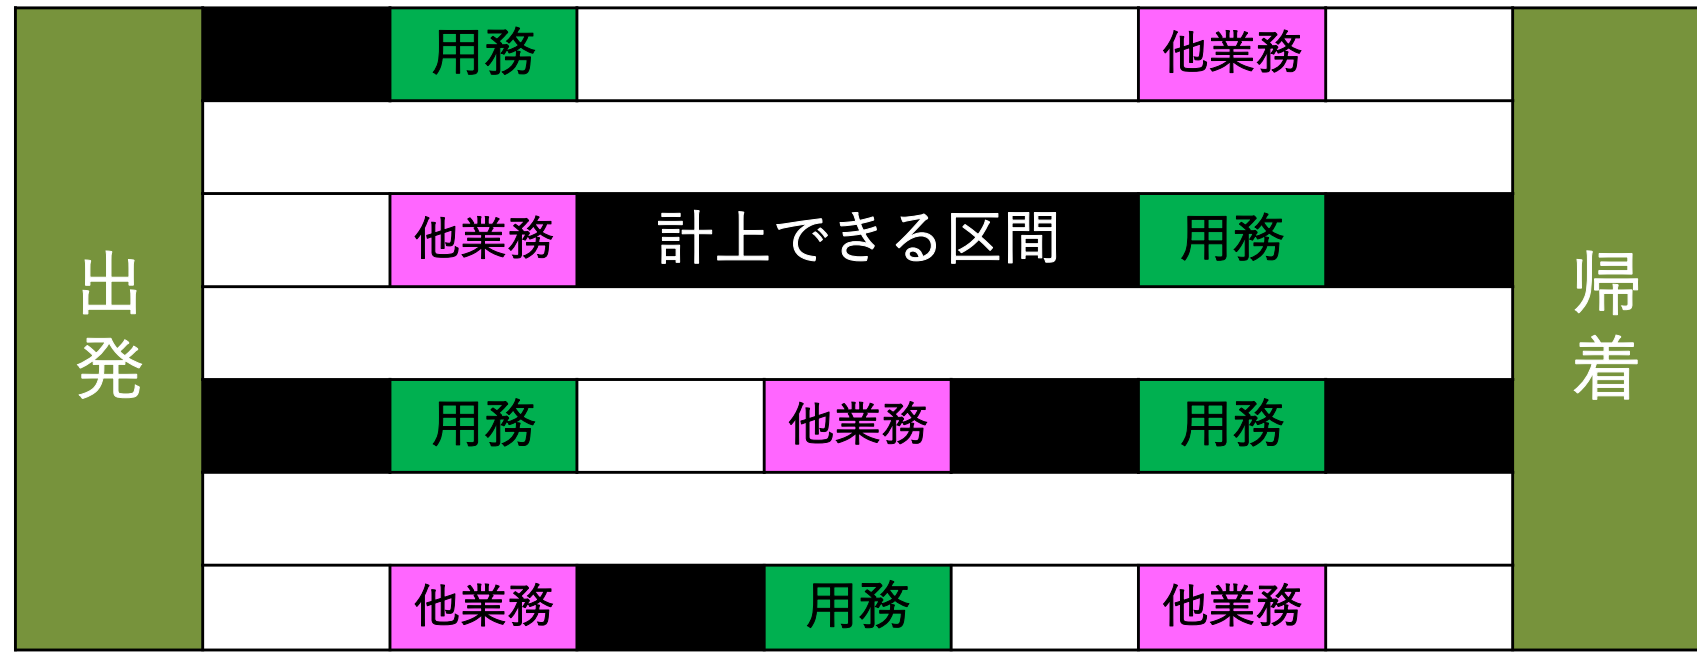 出発
用務 他業務
他業務 計上できる区間 用務
用務 他業務 用務
他業務 用務 他業務
帰着